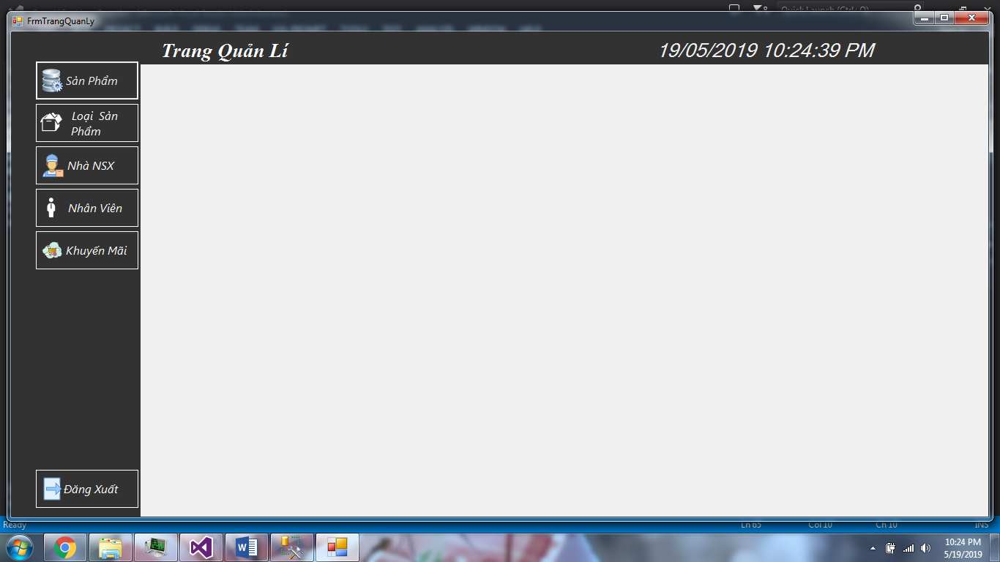 Quick Launch (Ctrl+Q)
FrmTrangQuanLy
Trang Quản Lí
19/05/2019 10:24:39 PM
Sản Phẩm
Loại Sản
Phẩm
Nhà NSX
Nhân Viên
Khuyến Mãi
Đăng Xuất
Ready
Ln 65
Col 10
Ch 10
INS
10:24 PM
5/19/2019